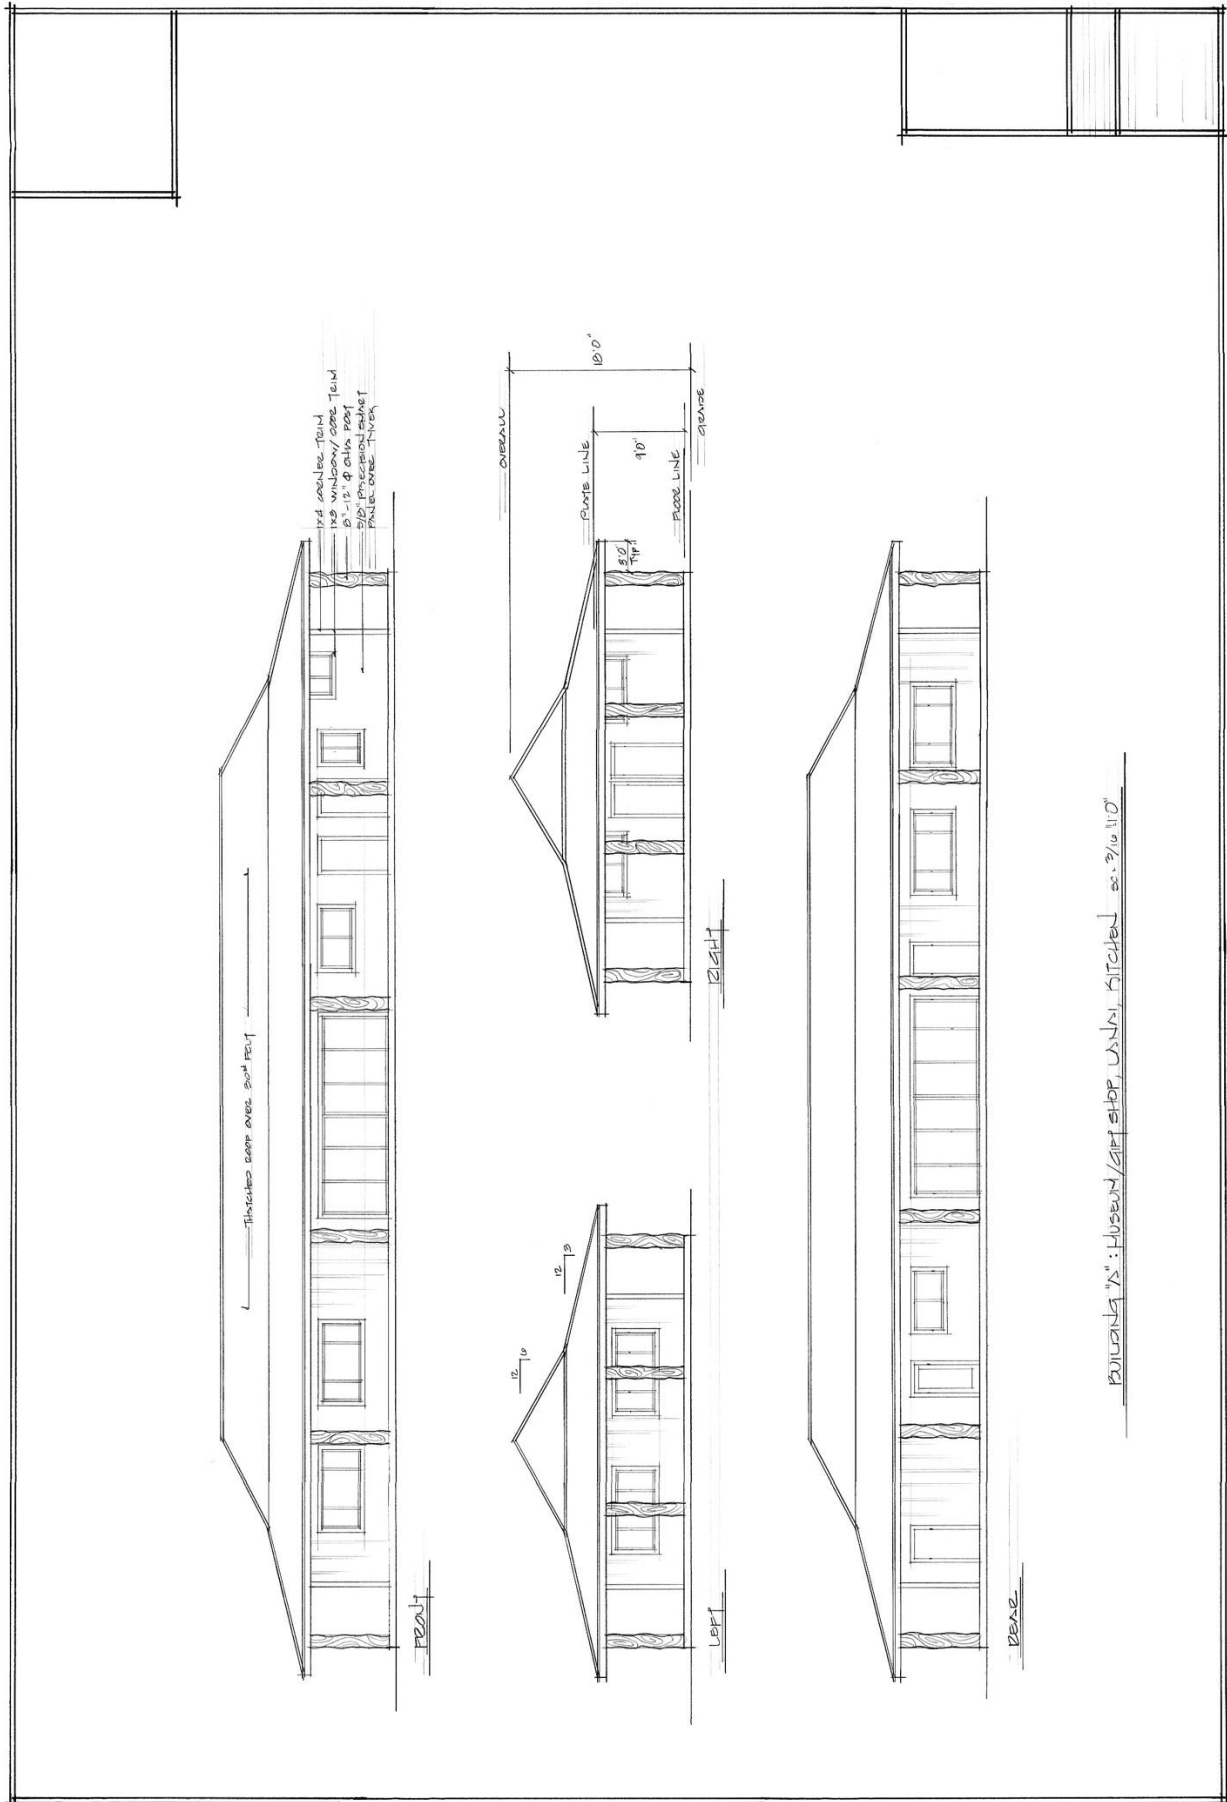 THATCHED ROOF OVER 30# FELT
1X4 CORNER TRIM
1X3 WINDOW/DOOR TRIM
8"-12" Φ OHIA POST
5/8" PRECISION SMART
PANEL OVER TYVEK
FRONT
12
6
12
3
LEFT
OVERALL
PLATE LINE
3'0"
TYP.
9'0"
18'0"
FLOOR LINE
GRADE
RIGHT
REAR
BUILDING "A": MUSEUM/GIFT SHOP, LANAI, KITCHEN SC. 3/16"1'0"